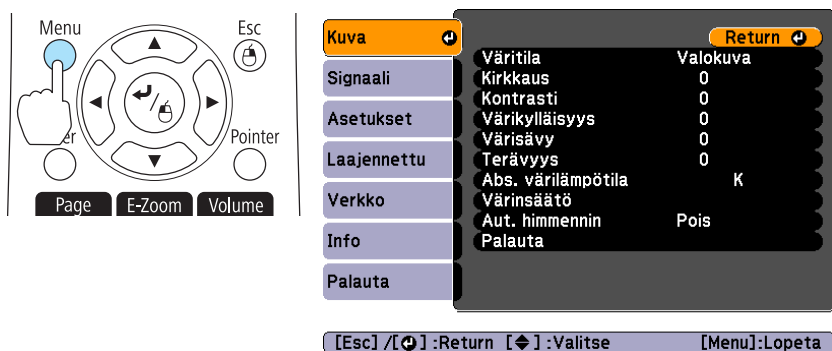 Menu
Esc
Pointer
Page E-Zoom Volume
Kuva
Signaali
Asetukset
Laajennettu
Verkko
Info
Palauta
Return
Väritila Valokuva
Kirkkaus 0
Kontrasti 0
Värikylläisyys 0
Värisävy 0
Terävyys 0
Abs. värilämpötila K
Värinsäätö
Aut. himmennin Pois
Palauta
[Esc] /[ ] :Return [ ] :Valitse [Menu]:Lopeta